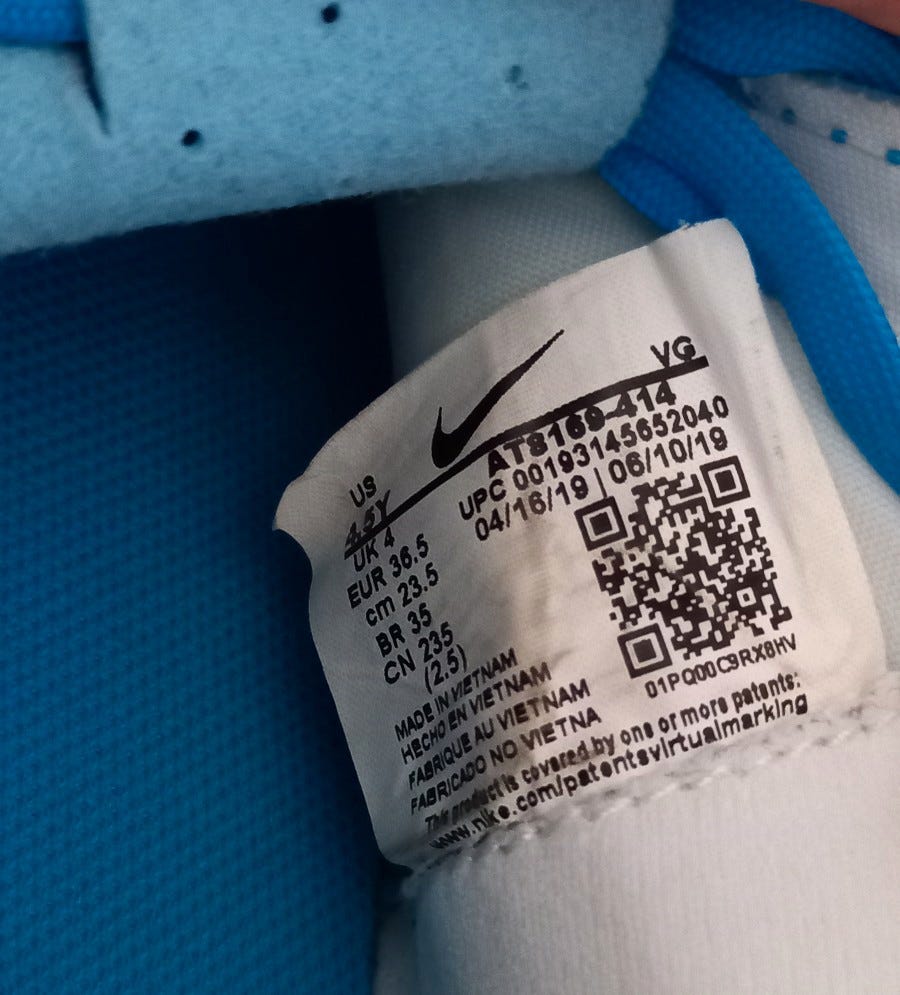 VG
AT8169-414
UPC 00193145652040
04/16/19 | 06/10/19
US
4.5Y
UK 4
EUR 36.5
cm 23.5
BR 35
CN 235
(2.5)
01PQ00C9RX8HV
MADE IN VIETNAM
HECHO EN VIETNAM
FABRIQUE AU VIETNAM
FABRICADO NO VIETNA
This product is covered by one or more patents:
www.nike.com/patentsvirtualmarking